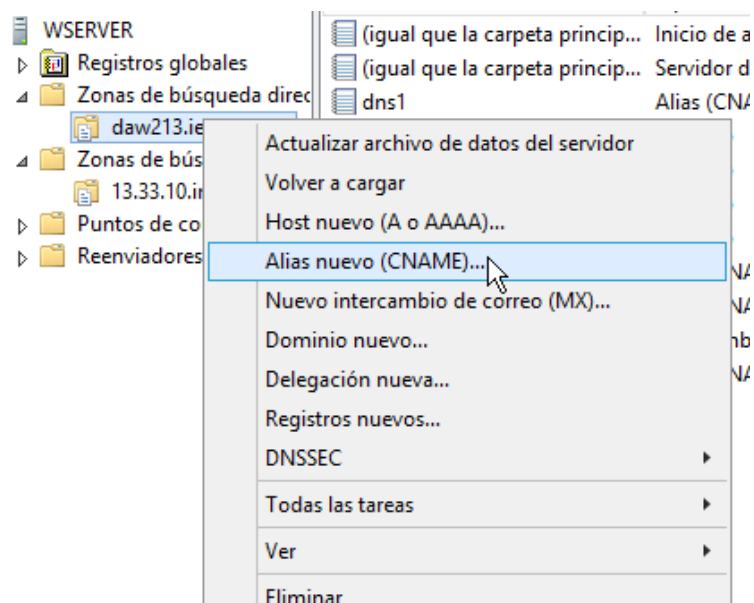 WSERVER
Registros globales
Zonas de búsqueda direc
daw213.ie
Zonas de bús
13.33.10.in
Puntos de co
Reenviadores
(igual que la carpeta princip... Inicio de a
(igual que la carpeta princip... Servidor d
dns1 Alias (CNA
Actualizar archivo de datos del servidor
Volver a cargar
Host nuevo (A o AAAA)...
Alias nuevo (CNAME)...
Nuevo intercambio de correo (MX)...
Dominio nuevo...
Delegación nueva...
Registros nuevos...
DNSSEC
Todas las tareas
Ver
Eliminar